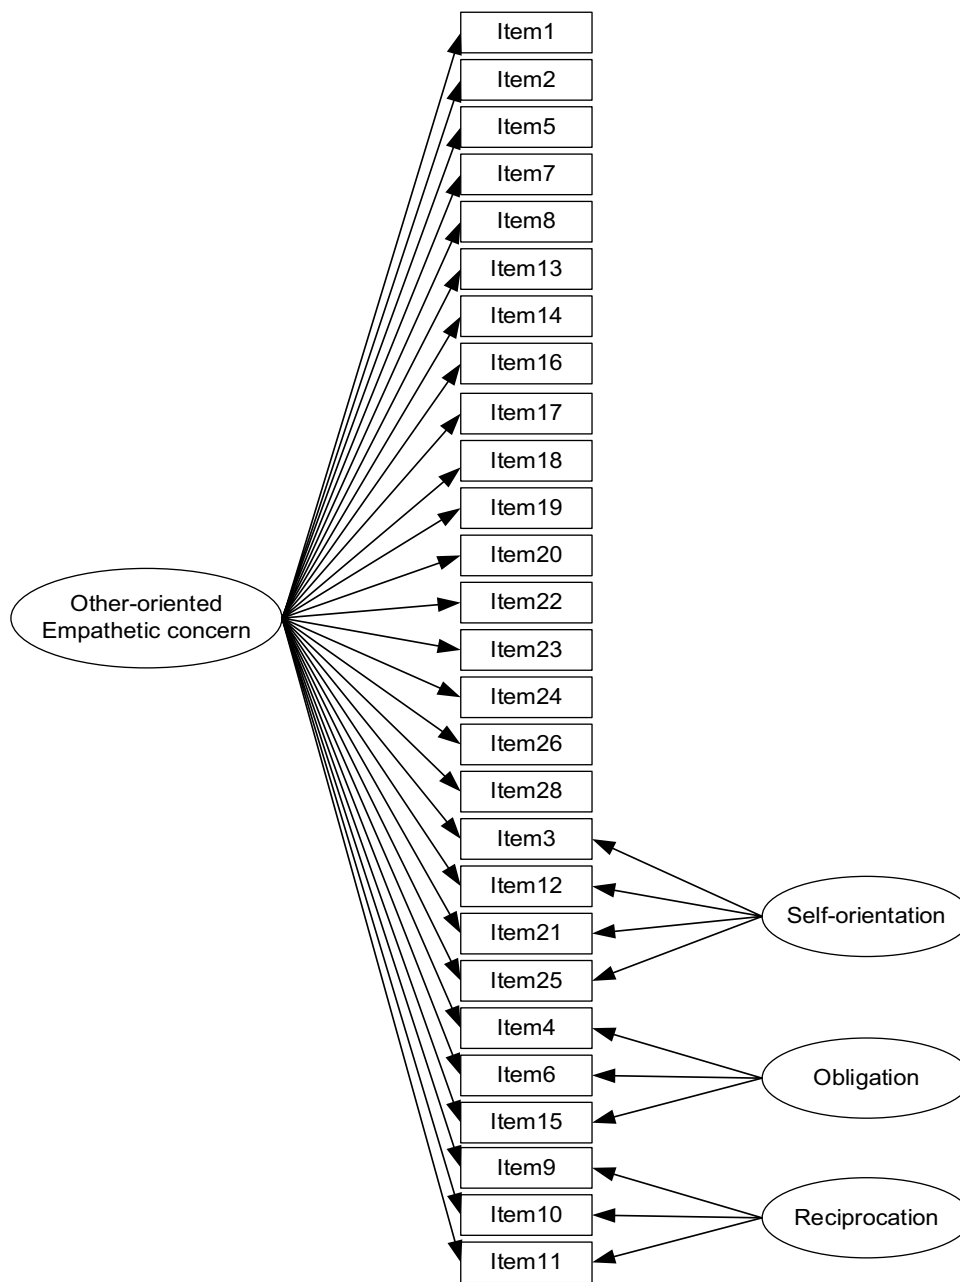 Item1
Item2
Item5
Item7
Item8
Item13
Item14
Item16
Item17
Item18
Item19
Item20
Other-oriented
Empathetic concern
Item22
Item23
Item24
Item26
Item28
Item3
Item12
Self-orientation
Item21
Item25
Item4
Item6
Obligation
Item15
Item9
Item10
Reciprocation
Item11